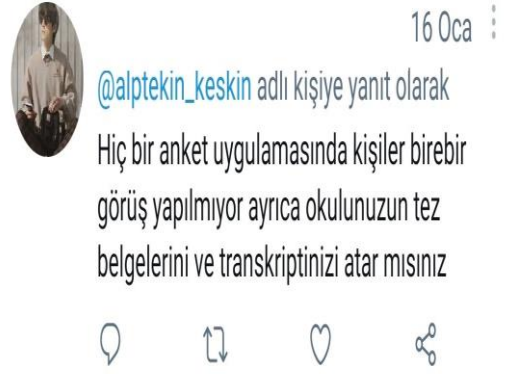 16 Oca
@alptekin_keskin adlı kişiye yanıt olarak
Hiç bir anket uygulamasında kişiler birebir
görüş yapılmıyor ayrıca okulunuzun tez
belgelerini ve transkriptinizi atar mısınız